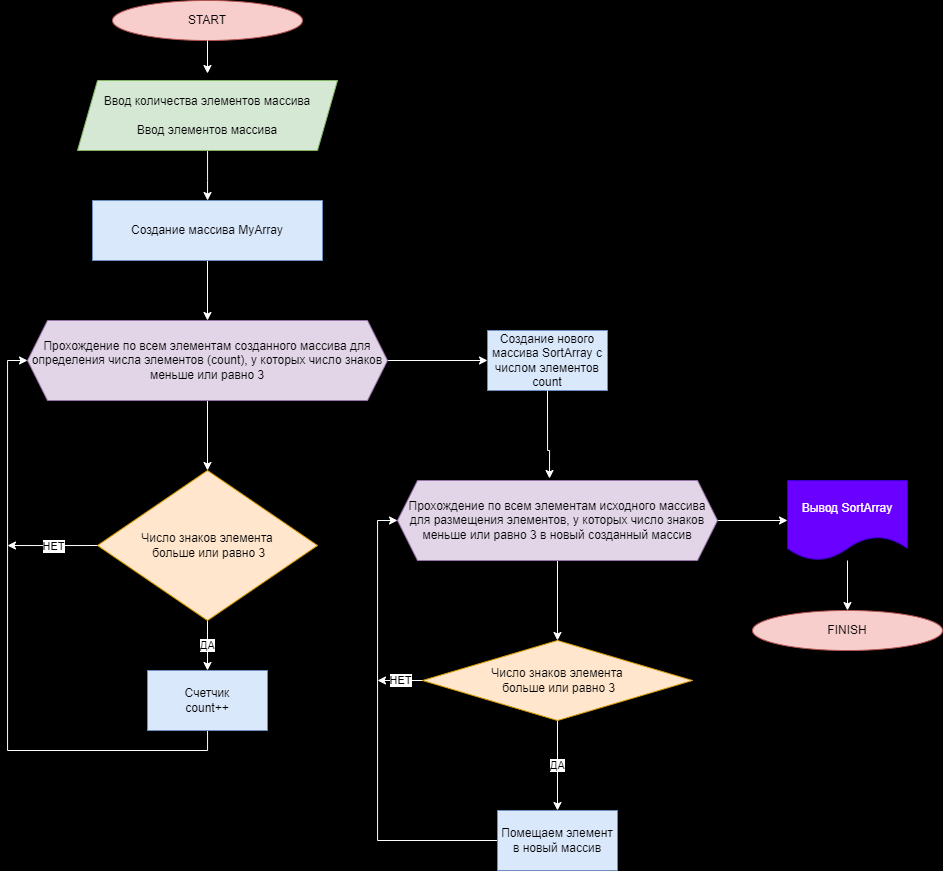 START
Ввод количества элементов массива
Ввод элементов массива
Создание массива MyArray
Прохождение по всем элементам созданного массива для
определения числа элементов (count), у которых число знаков
меньше или равно 3
Число знаков элемента
больше или равно 3
НЕТ
ДА
Счетчик
count++
Создание нового
массива SortArray с
числом элементов
count
Прохождение по всем элементам исходного массива
для размещения элементов, у которых число знаков
меньше или равно 3 в новый созданный массив
Число знаков элемента
больше или равно 3
НЕТ
ДА
Помещаем элемент
в новый массив
Вывод SortArray
FINISH